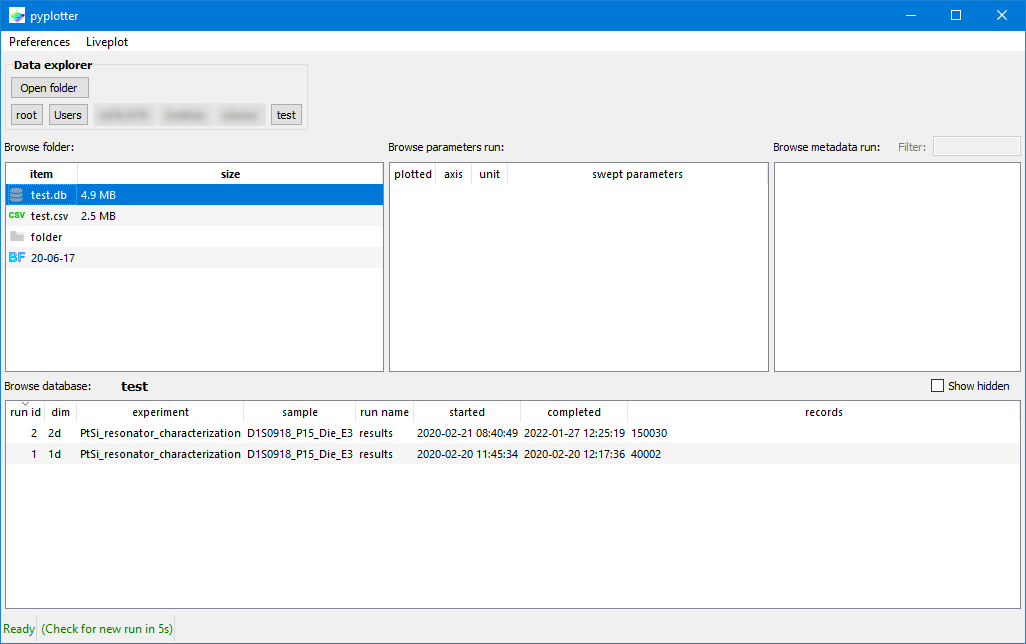 pyplotter
Preferences Liveplot
Data explorer
Open folder
root Users test
Browse folder: Browse parameters run: Browse metadata run: Filter:
item size plotted axis unit swept parameters
test.db 4.9 MB
CSV test.csv 2.5 MB
folder
BF 20-06-17
Browse database: test Show hidden
run id dim experiment sample run name started completed records
2 2d PtSi_resonator_characterization D1S0918_P15_Die_E3 results 2020-02-21 08:40:49 2022-01-27 12:25:19 150030
1 1d PtSi_resonator_characterization D1S0918_P15_Die_E3 results 2020-02-20 11:45:34 2020-02-20 12:17:36 40002
Ready (Check for new run in 5s)